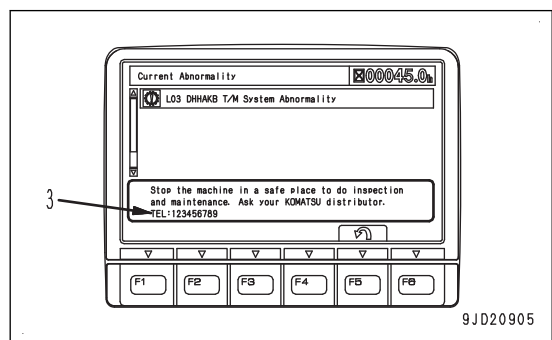 Current Abnormality
00045.0h
L03 DHHAKB T/M System Abnormality
Stop the machine in a safe place to do inspection
and maintenance. Ask your KOMATSU distributor.
TEL:123456789
3
F1 F2 F3 F4 F5 F6
9JD20905